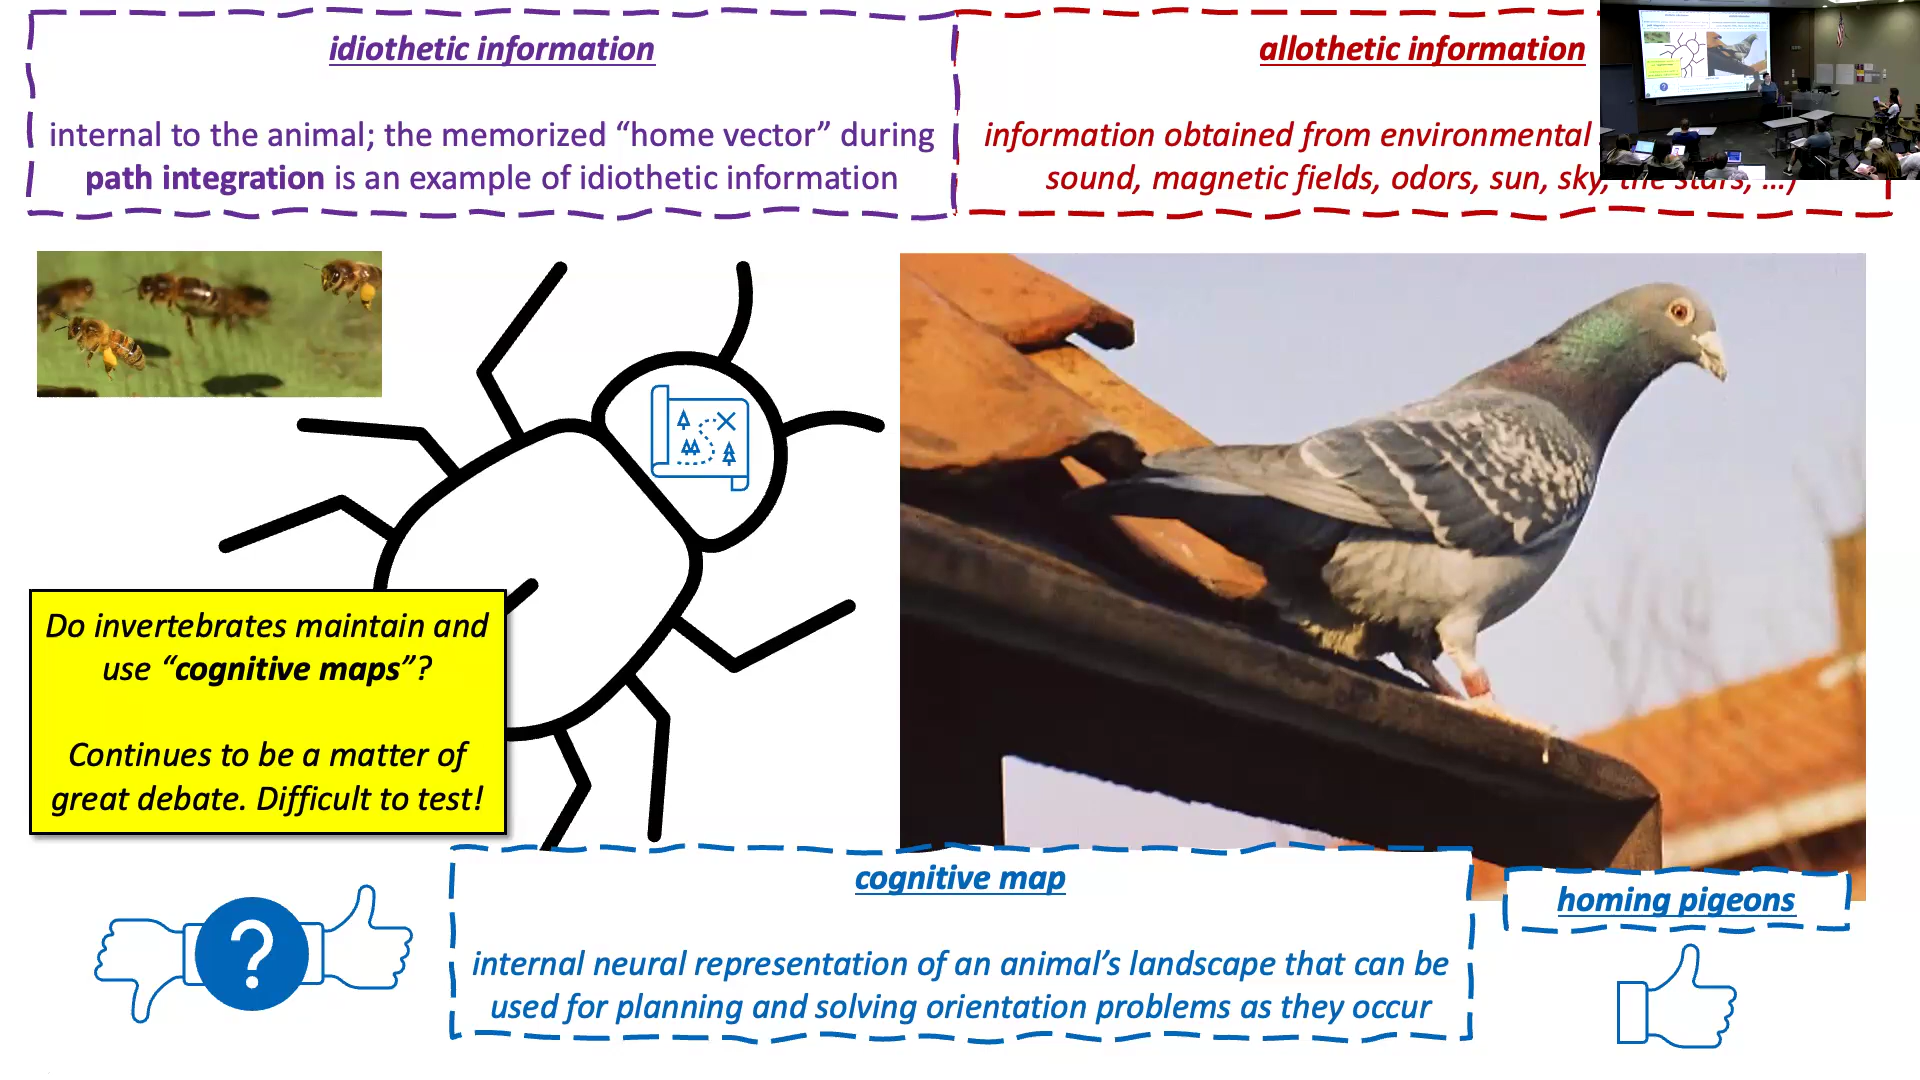 idiothetic information
internal to the animal; the memorized “home vector” during
path integration is an example of idiothetic information
allothetic information
information obtained from environmental
sound, magnetic fields, odors, sun, sky, the stars, …)
Do invertebrates maintain and
use “cognitive maps”?
Continues to be a matter of
great debate. Difficult to test!
cognitive map
internal neural representation of an animal’s landscape that can be
used for planning and solving orientation problems as they occur
homing pigeons
?